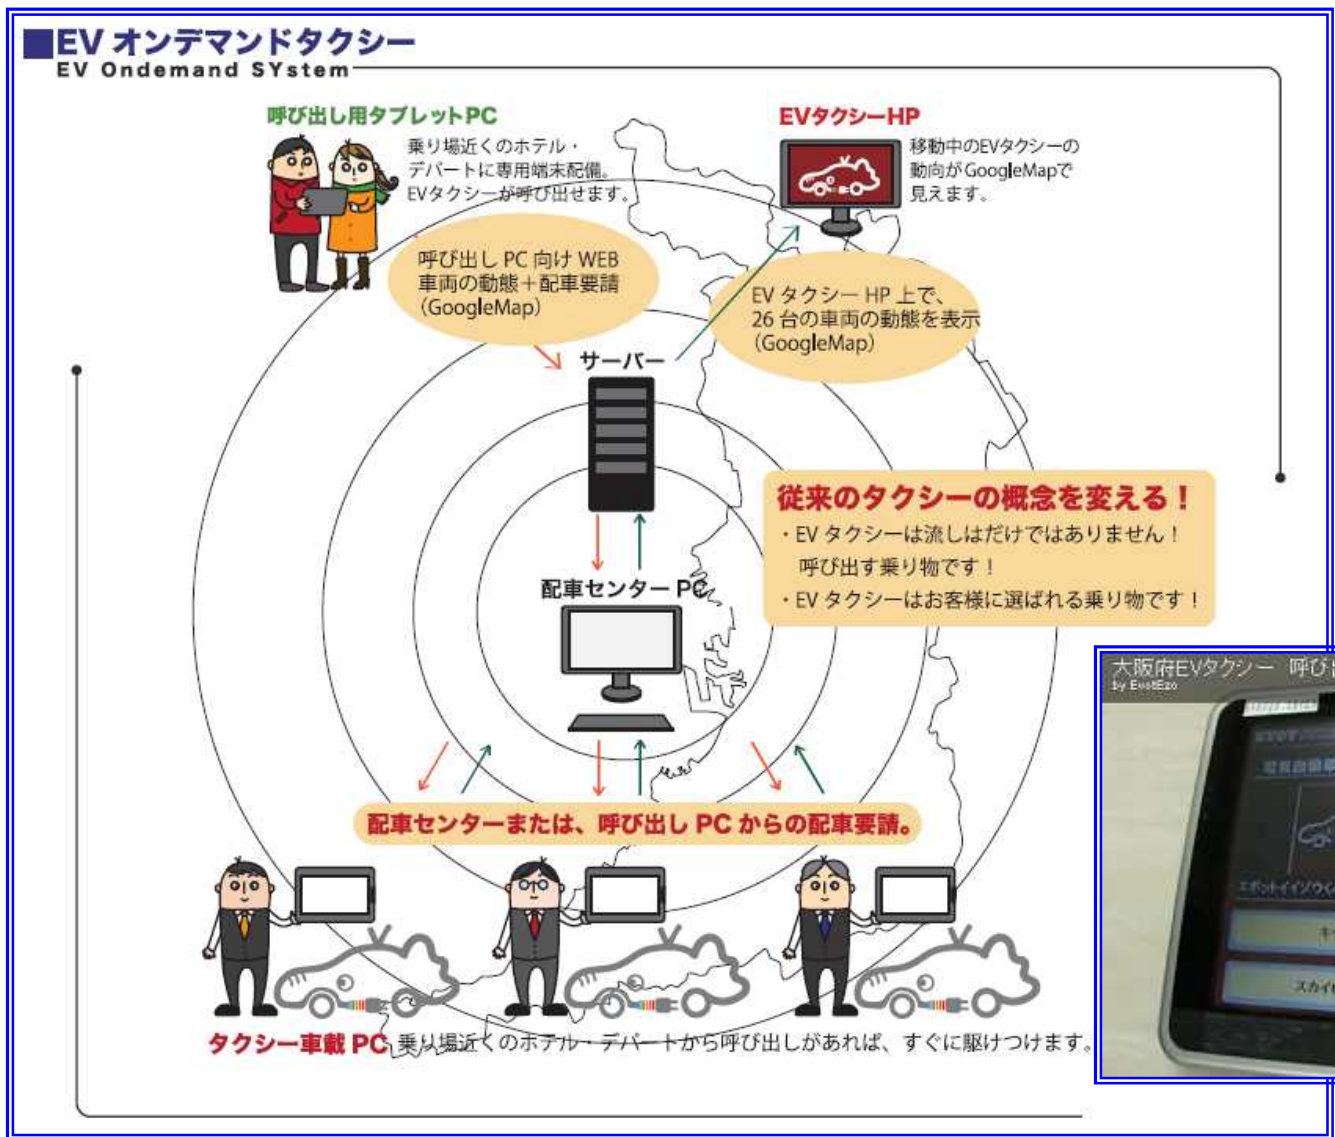 ■EV オンデマンドタクシー
EV Ondemand SYstem
呼び出し用タブレットPC
乗り場近くのホテル・
デパートに専用端末配備。
EVタクシーが呼び出せます。
EVタクシーHP
移動中のEVタクシーの
動向がGoogleMapで
見えます。
呼び出し PC 向け WEB
車両の動態＋配車要請
（GoogleMap）
EV タクシー HP 上で、
26 台の車両の動態を表示
（GoogleMap）
サーバー
従来のタクシーの概念を変える！
・EV タクシーは流しはだけではありません！
呼び出す乗り物です！
・EV タクシーはお客様に選ばれる乗り物です！
配車センター PC
大阪府EVタクシー 呼び
by EvotEzo
電気自動車
配車センターまたは、呼び出し PC からの配車要請。
タクシー車載 PC
乗り場近くのホテル・デパートから呼び出しがあれば、すぐに駆けつけます。